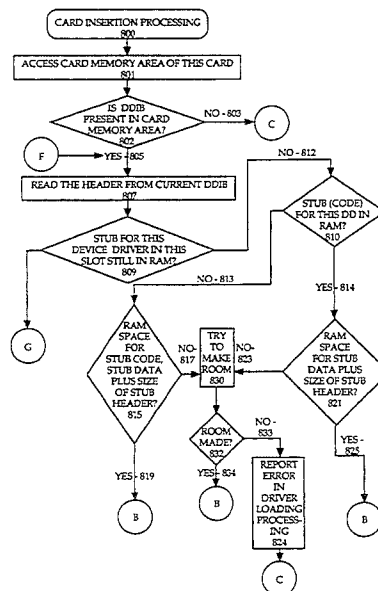 CARD INSERTION PROCESSING
800
ACCESS CARD MEMORY AREA OF THIS CARD
801
IS
DDIB
PRESENT IN CARD
MEMORY AREA?
802
NO - 803
C
F
YES - 805
READ THE HEADER FROM CURRENT DDIB
807
NO - 812
STUB FOR THIS
DEVICE DRIVER IN THIS
SLOT STILL IN RAM?
809
STUB (CODE)
FOR THIS DD IN
RAM?
810
NO - 813
YES - 814
G
RAM
SPACE
FOR
STUB CODE,
STUB DATA
PLUS SIZE
OF STUB
HEADER?
815
NO-
817
TRY
TO
MAKE
ROOM
830
NO-
823
RAM
SPACE
FOR STUB
DATA PLUS
SIZE OF STUB
HEADER?
821
ROOM
MADE?
832
NO -
833
YES - 819
YES - 834
YES -
825
B
B
REPORT
ERROR
IN
DRIVER
LOADING
PROCESS-
ING
824
B
C